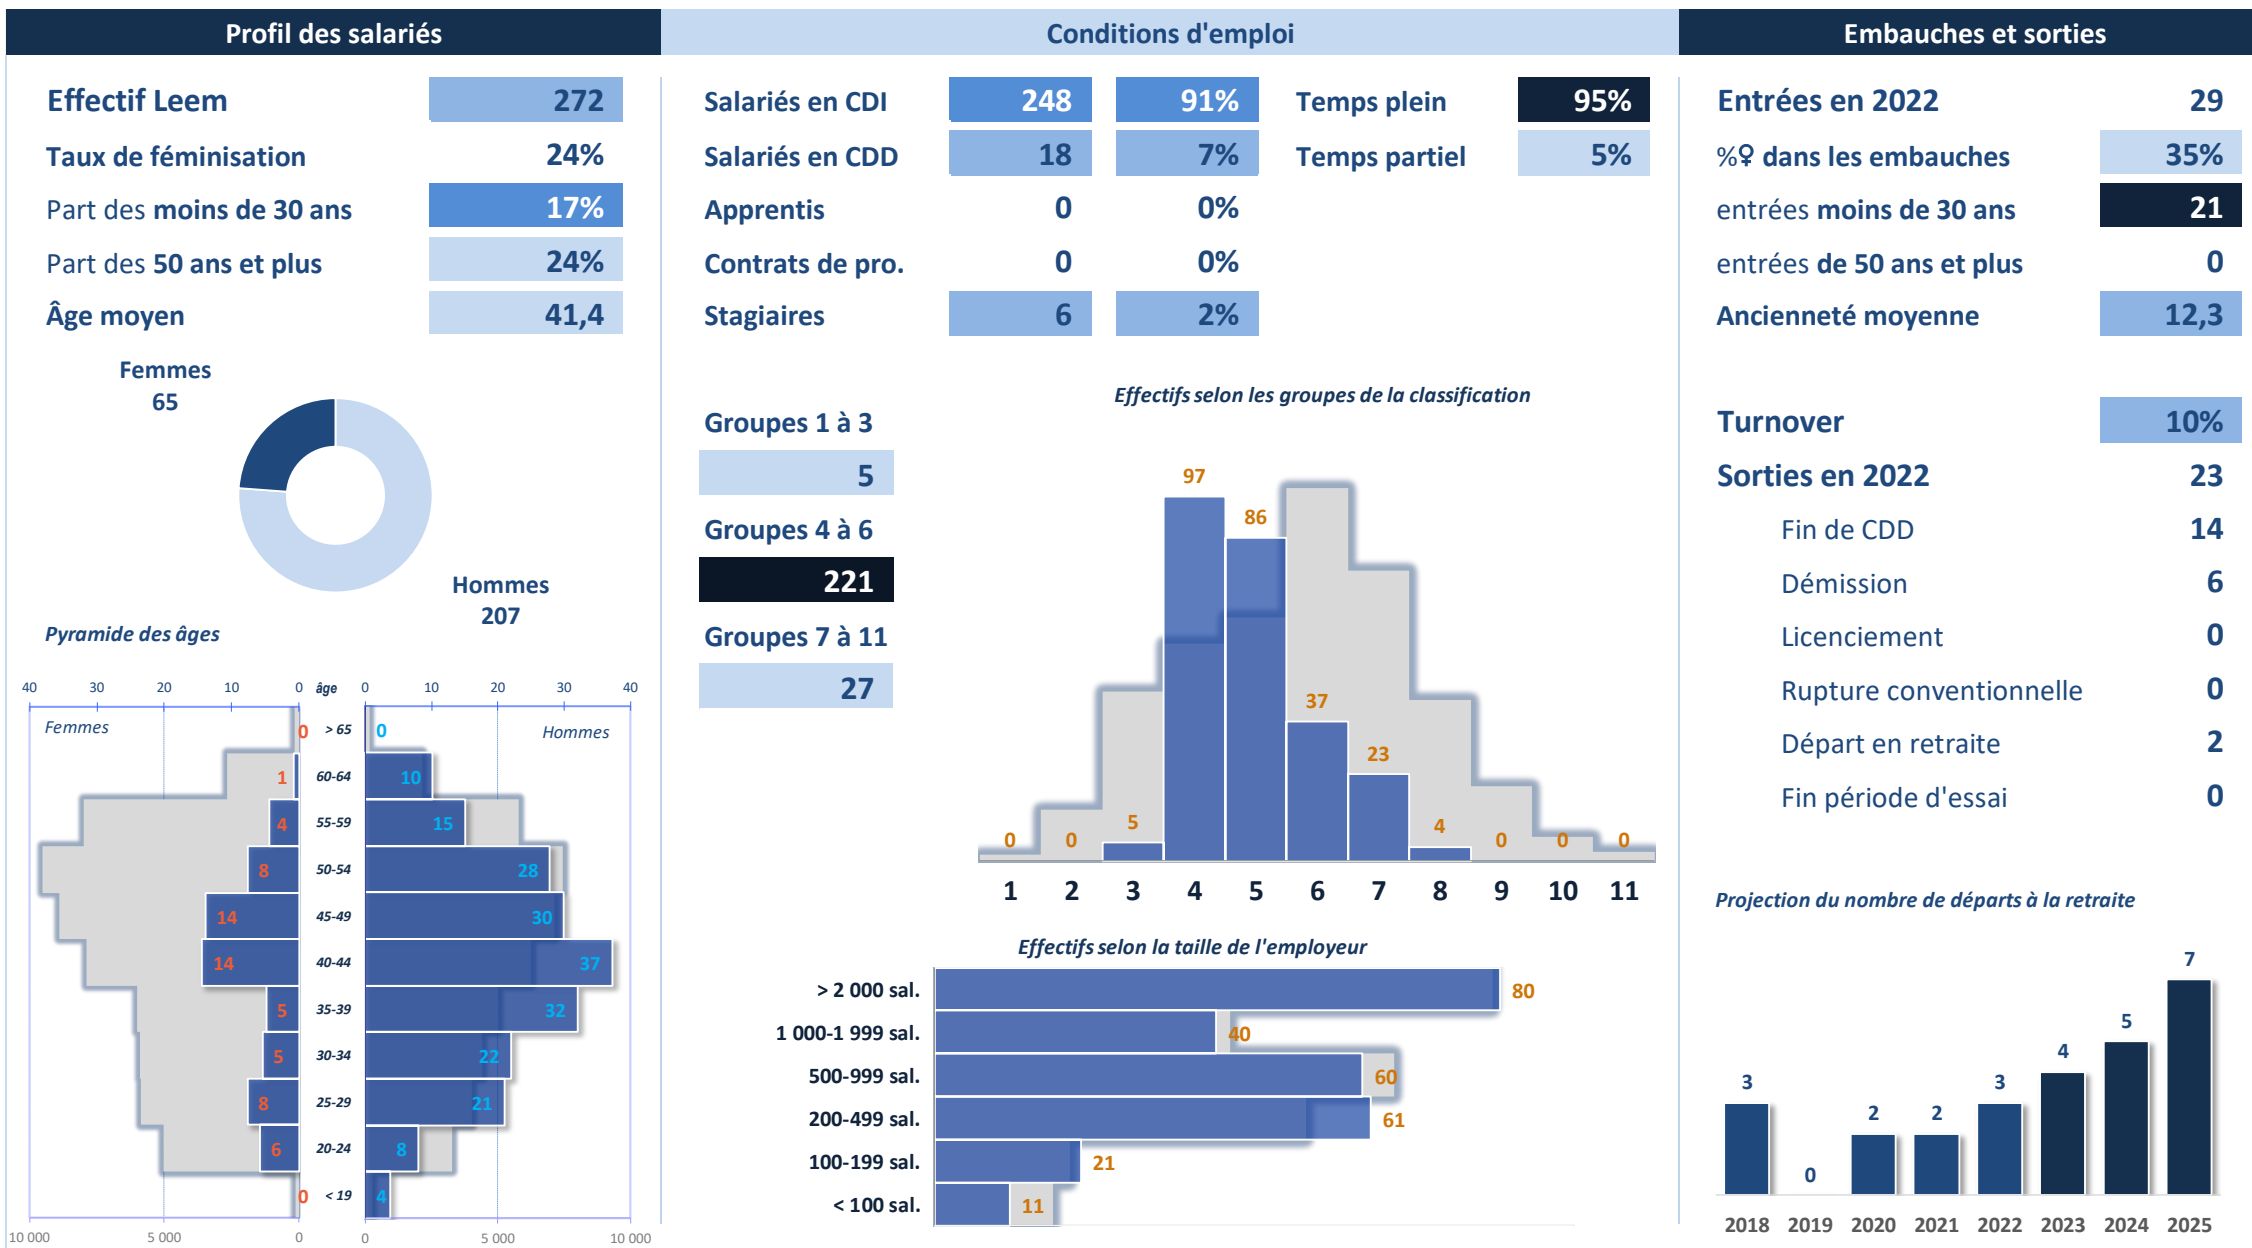 Profil des salariés
Effectif Leem 272
Taux de féminisation 24%
Part des moins de 30 ans 17%
Part des 50 ans et plus 24%
Âge moyen 41,4
Femmes
65
Hommes
207
Pyramide des âges
40 30 20 10 0 âge 0 10 20 30 40
Femmes Hommes
0 > 65 0
1 60-64 10
4 55-59 15
8 50-54 28
14 45-49 30
14 40-44 37
5 35-39 32
5 30-34 22
8 25-29 21
6 20-24 8
0 < 19 4
10 000 5 000 0 0 5 000 10 000
Conditions d'emploi
Salariés en CDI 248 91% Temps plein 95%
Salariés en CDD 18 7% Temps partiel 5%
Apprentis 0 0%
Contrats de pro. 0 0%
Stagiaires 6 2%
Groupes 1 à 3
5
Groupes 4 à 6
221
Groupes 7 à 11
27
Effectifs selon les groupes de la classification
0 0 5 97 86 37 23 4 0 0 0
1 2 3 4 5 6 7 8 9 10 11
Effectifs selon la taille de l'employeur
> 2 000 sal. 80
1 000-1 999 sal. 40
500-999 sal. 60
200-499 sal. 61
100-199 sal. 21
< 100 sal. 11
Embauches et sorties
Entrées en 2022 29
%♀ dans les embauches 35%
entrées moins de 30 ans 21
entrées de 50 ans et plus 0
Ancienneté moyenne 12,3
Turnover 10%
Sorties en 2022 23
Fin de CDD 14
Démission 6
Licenciement 0
Rupture conventionnelle 0
Départ en retraite 2
Fin période d'essai 0
Projection du nombre de départs à la retraite
3 0 2 2 3 4 5 7
2018 2019 2020 2021 2022 2023 2024 2025